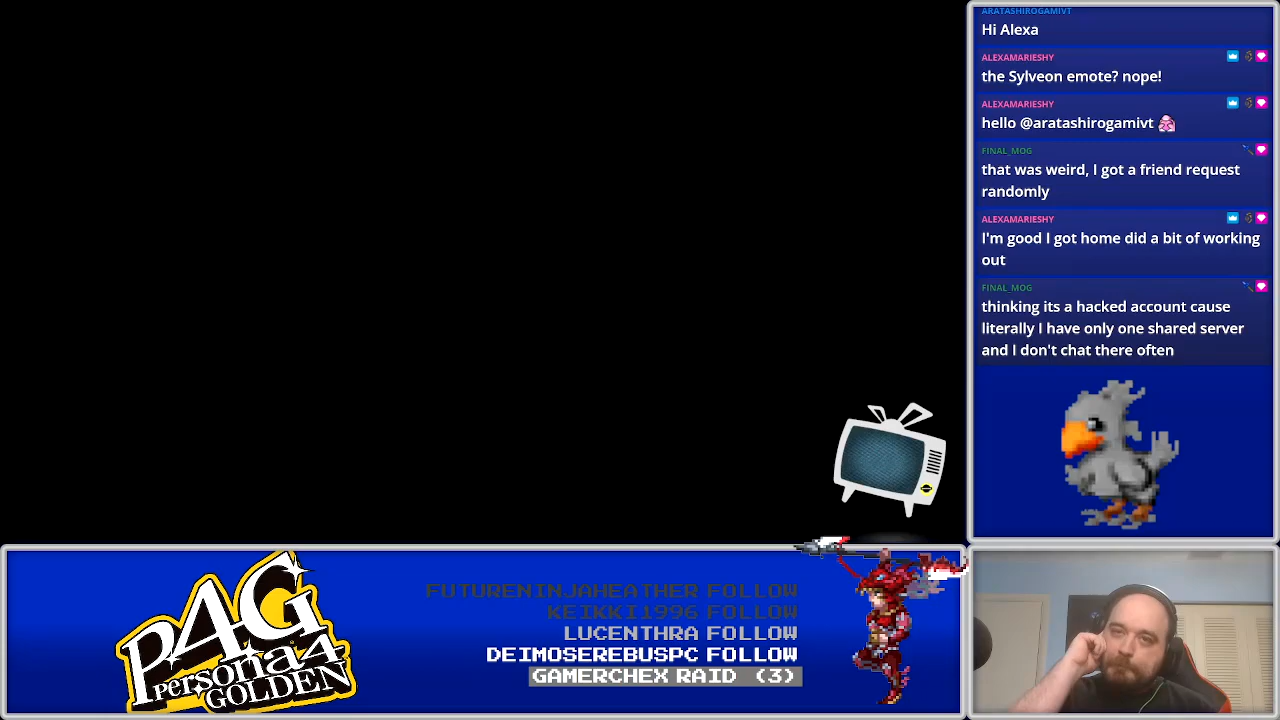 ARATASHIROGAMIVT
Hi Alexa
ALEXAMARIESHY
the Sylveon emote? nope!
ALEXAMARIESHY
hello @aratashirogamivt
FINAL_MOG
that was weird, I got a friend request
randomly
ALEXAMARIESHY
I'm good I got home did a bit of working
out
FINAL_MOG
thinking its a hacked account cause
literally I have only one shared server
and I don't chat there often
P4G
Persona4
GOLDEN
FUTURENINJAHEATHER FOLLOW
KEIKKI1996 FOLLOW
LUCENTHRA FOLLOW
DEIMOSEREBUSPC FOLLOW
GAMERCHEX RAID (3)